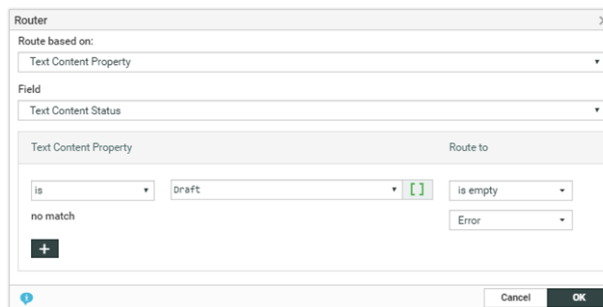 Router
Route based on:
Text Content Property
Field
Text Content Status
Text Content Property Route to
is Draft [] is empty
no match Error
+
Cancel OK